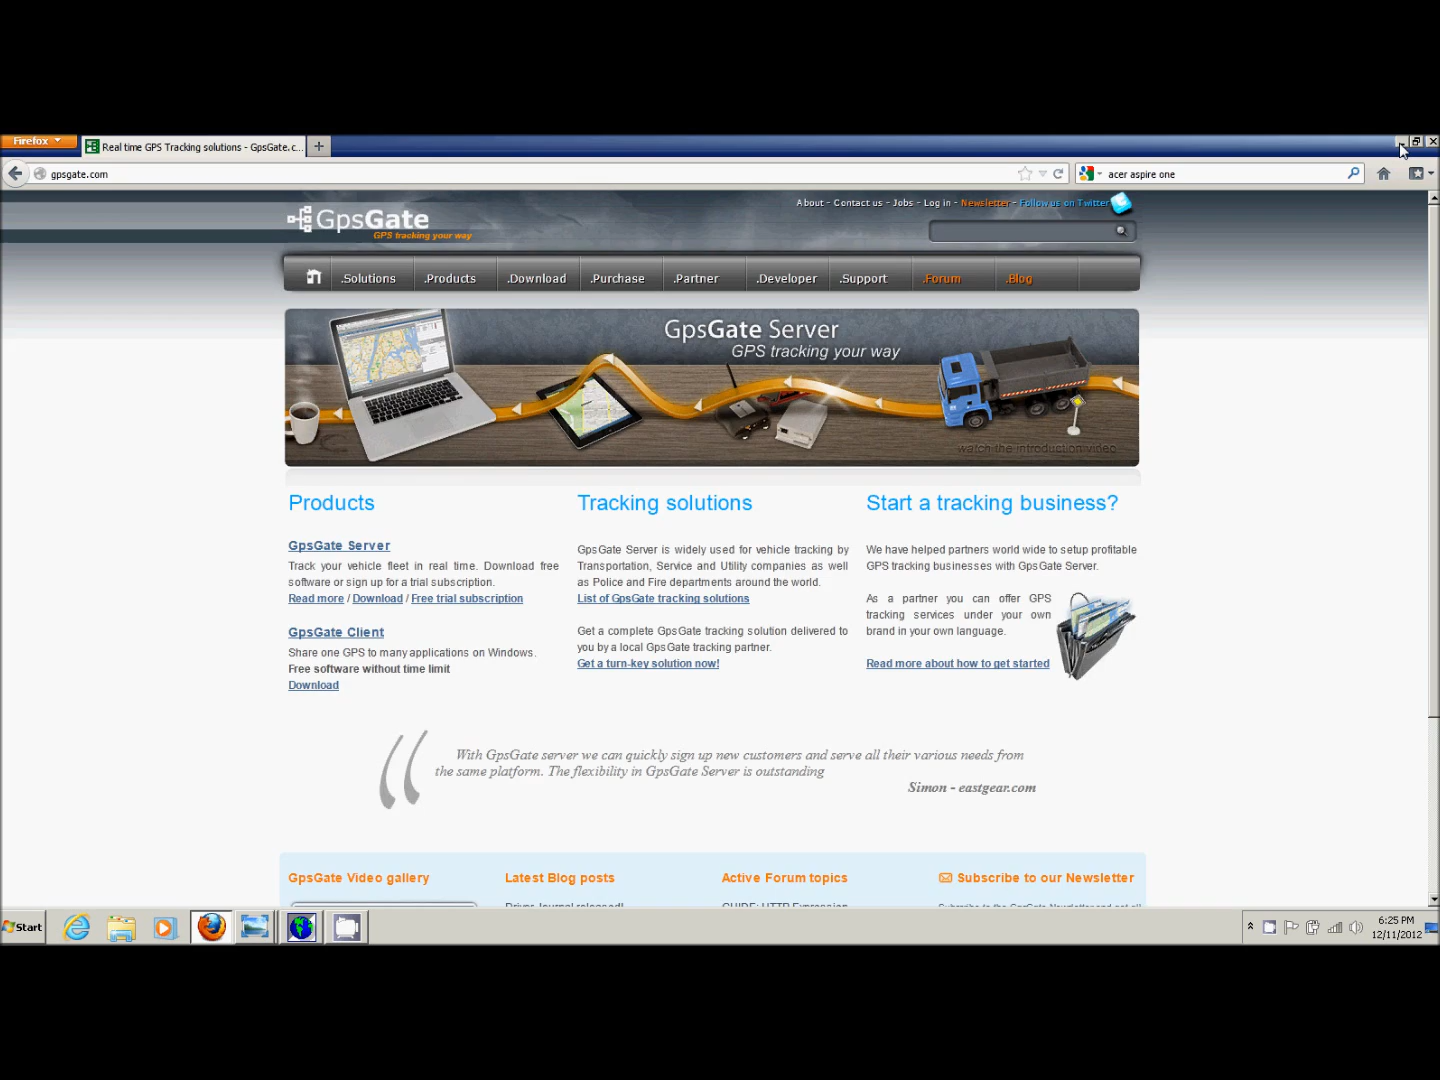 Firefox
Real time GPS Tracking solutions - GpsGate.c...
gpsgate.com
acer aspire one
About - Contact us - Jobs - Log in - Newsletter - Follow us on Twitter
GpsGate
GPS tracking your way
.Solutions .Products .Download .Purchase .Partner .Developer .Support .Forum .Blog
GpsGate Server
GPS tracking your way
watch the introduction video
Products
GpsGate Server
Track your vehicle fleet in real time. Download free
software or sign up for a trial subscription.
Read more / Download / Free trial subscription
GpsGate Client
Share one GPS to many applications on Windows.
Free software without time limit
Download
Tracking solutions
GpsGate Server is widely used for vehicle tracking by
Transportation, Service and Utility companies as well
as Police and Fire departments around the world.
List of GpsGate tracking solutions
Get a complete GpsGate tracking solution delivered to
you by a local GpsGate tracking partner.
Get a turn-key solution now!
Start a tracking business?
We have helped partners world wide to setup profitable
GPS tracking businesses with GpsGate Server.
As a partner you can offer GPS
tracking services under your own
brand in your own language.
Read more about how to get started
With GpsGate server we can quickly sign up new customers and serve all their various needs from
the same platform. The flexibility in GpsGate Server is outstanding
Simon - eastgear.com
GpsGate Video gallery
Latest Blog posts
Active Forum topics
Subscribe to our Newsletter
Start
6:25 PM
12/11/2012